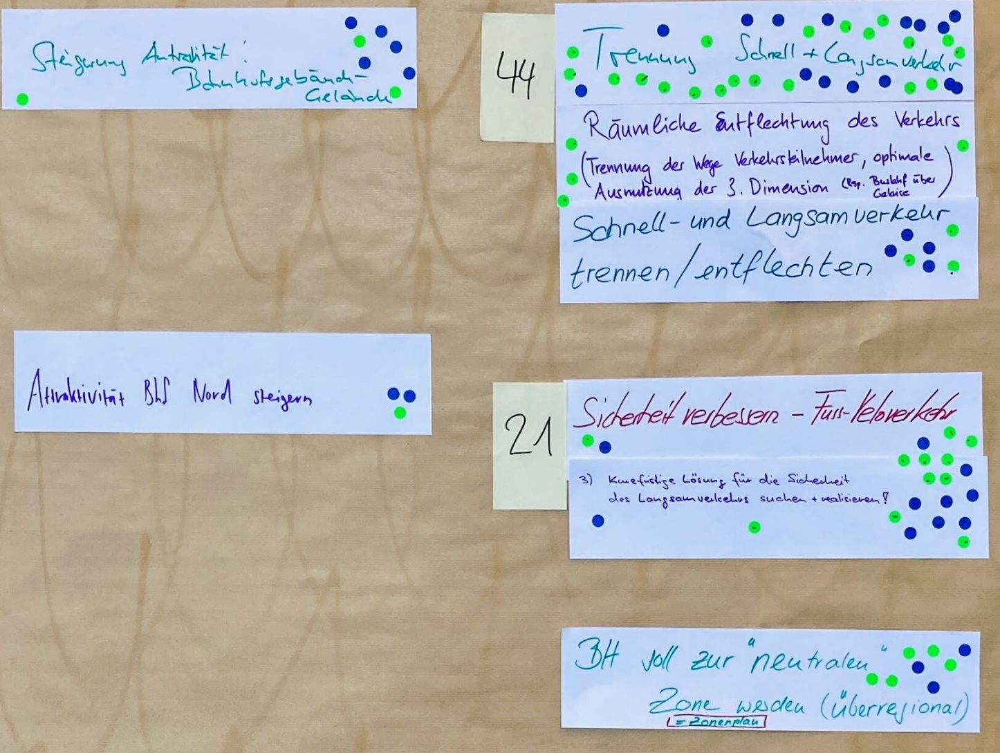 Steigerung Attraktivität:
Bahnhofsgebäude-
Gelände
44
Trennung Schnell + Langsamverkehr
Räumliche Entflechtung des Verkehrs
(Trennung der Wege Verkehrsteilnehmer, optimale
Ausnutzung der 3. Dimension (Bsp. Bushf über
Geleise)
Schnell- und Langsamverkehr
trennen/entflechten
Attraktivität Bhf Nord steigern
21
Sicherheit verbessern - Fuss-Veloverkehr
3) Kurzfristige Lösung für die Sicherheit
des Langsamverkehrs suchen + realisieren!
BH soll zur "neutralen"
Zone werden (überregional)
= Zonenplan